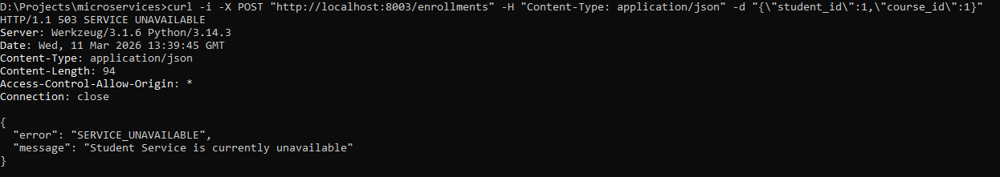 D:\Projects\microservices>curl -i -X POST "http://localhost:8003/enrollments" -H "Content-Type: application/json" -d "{\"student_id\":1,\"course_id\":1}"
HTTP/1.1 503 SERVICE UNAVAILABLE
Server: Werkzeug/3.1.6 Python/3.14.3
Date: Wed, 11 Mar 2026 13:39:45 GMT
Content-Type: application/json
Content-Length: 94
Access-Control-Allow-Origin: *
Connection: close

{
  "error": "SERVICE_UNAVAILABLE",
  "message": "Student Service is currently unavailable"
}